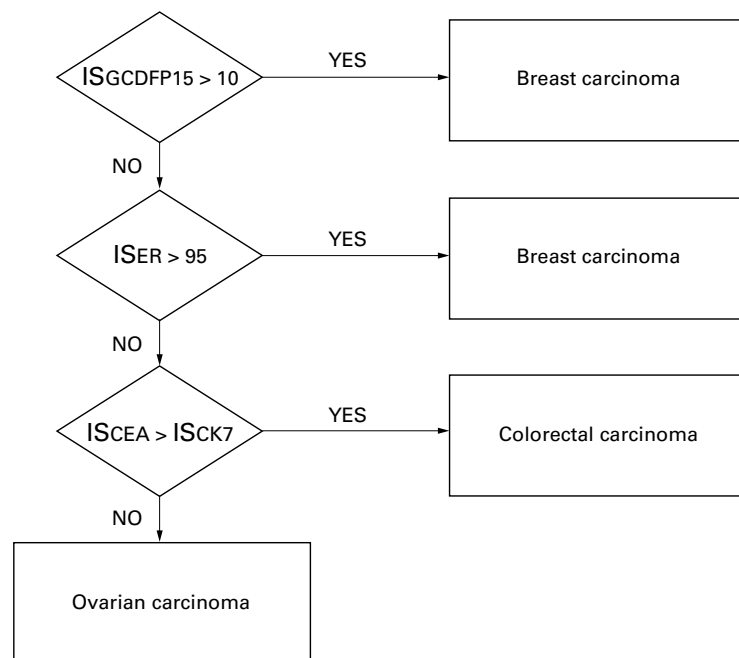 ISGCDFP15 > 10
YES
Breast carcinoma
NO
ISER > 95
YES
Breast carcinoma
NO
ISCEA > ISCK7
YES
Colorectal carcinoma
NO
Ovarian carcinoma